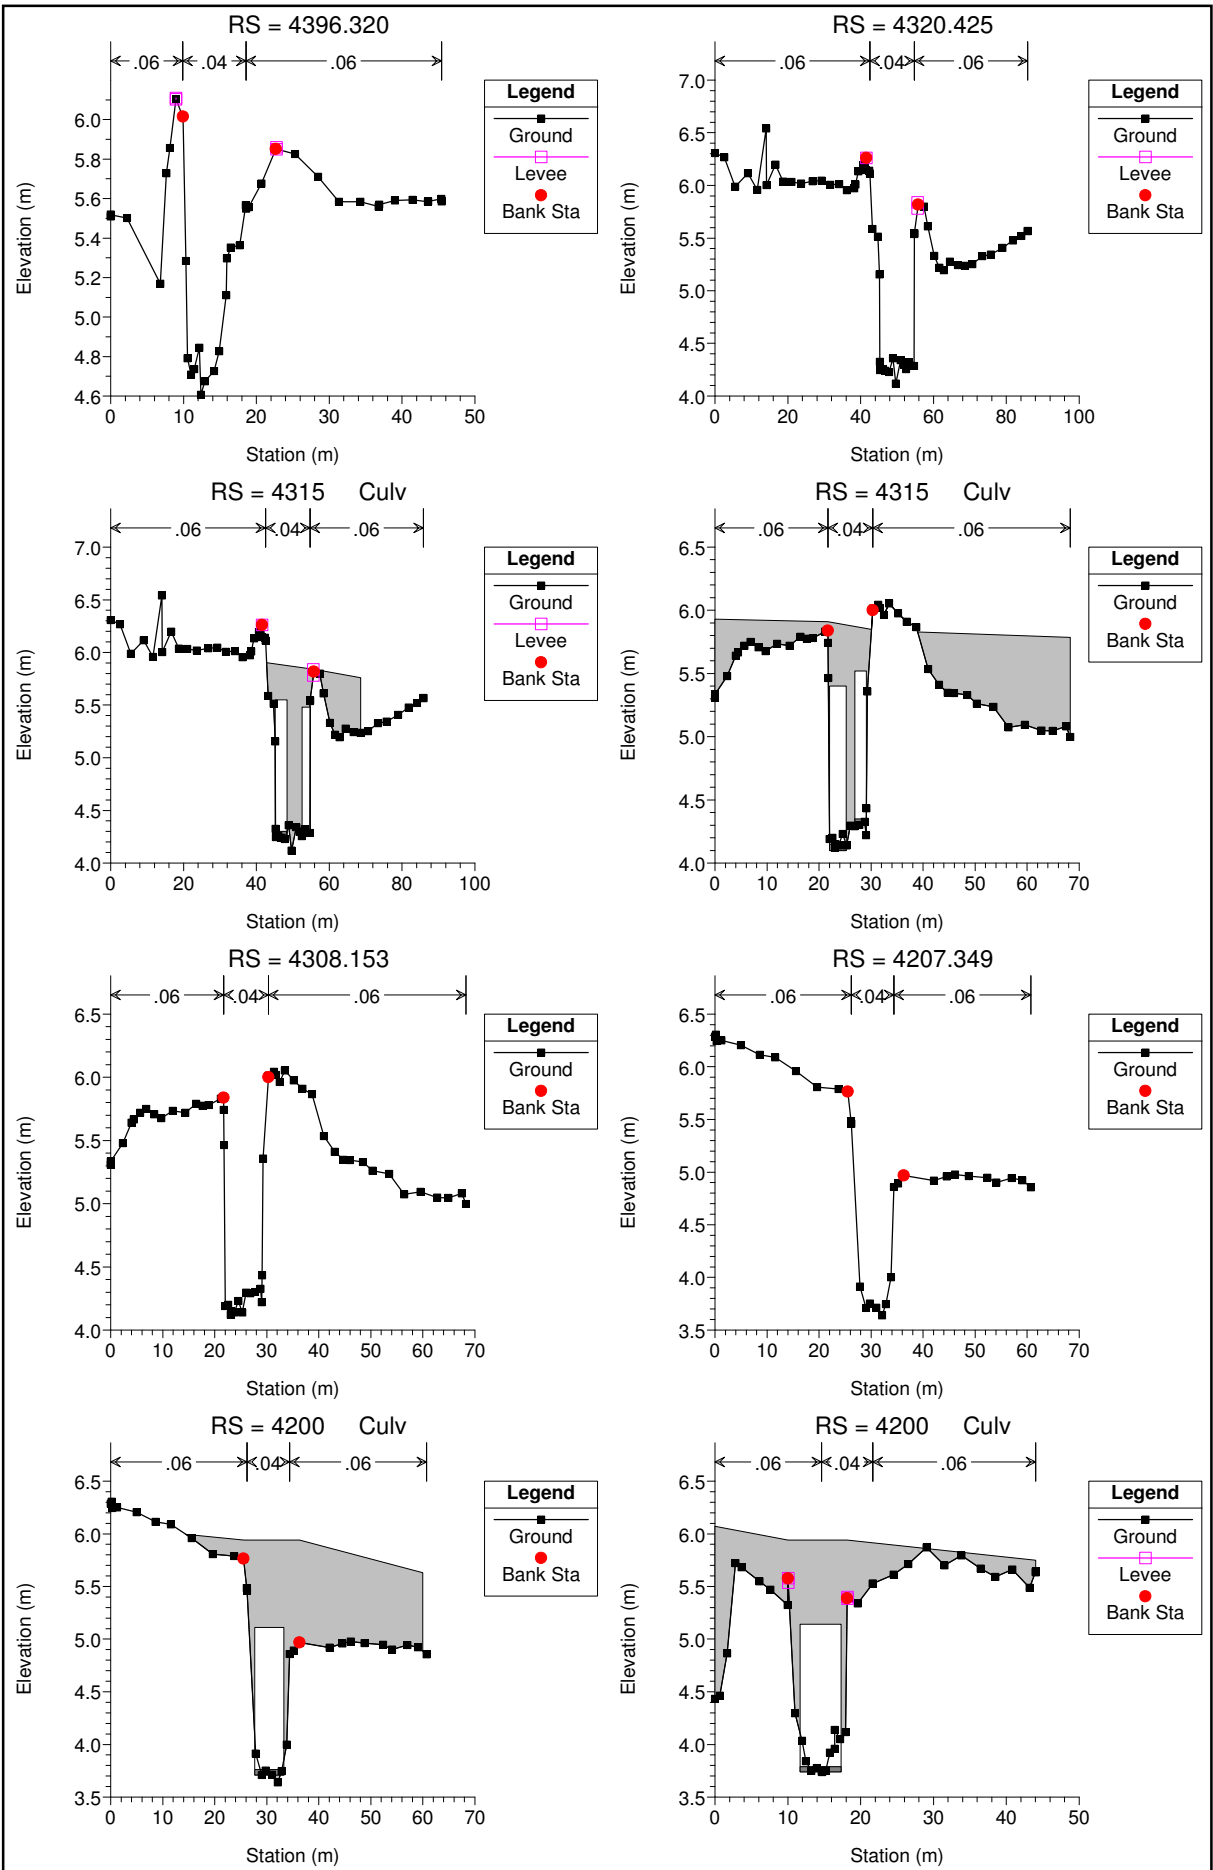 RS = 4396.320
.06 .04 .06
Legend
Ground
Levee
Bank Sta
Elevation (m)
6.0
5.8
5.6
5.4
5.2
5.0
4.8
4.6
0 10 20 30 40 50
Station (m)
RS = 4320.425
.06 .04 .06
Legend
Ground
Levee
Bank Sta
Elevation (m)
7.0
6.5
6.0
5.5
5.0
4.5
4.0
0 20 40 60 80 100
Station (m)
RS = 4315 Culv
.06 .04 .06
Legend
Ground
Levee
Bank Sta
Elevation (m)
7.0
6.5
6.0
5.5
5.0
4.5
4.0
0 20 40 60 80 100
Station (m)
RS = 4315 Culv
.06 .04 .06
Legend
Ground
Bank Sta
Elevation (m)
6.5
6.0
5.5
5.0
4.5
4.0
0 10 20 30 40 50 60 70
Station (m)
RS = 4308.153
.06 .04 .06
Legend
Ground
Bank Sta
Elevation (m)
6.5
6.0
5.5
5.0
4.5
4.0
0 10 20 30 40 50 60 70
Station (m)
RS = 4207.349
.06 .04 .06
Legend
Ground
Bank Sta
Elevation (m)
6.5
6.0
5.5
5.0
4.5
4.0
3.5
0 10 20 30 40 50 60 70
Station (m)
RS = 4200 Culv
.06 .04 .06
Legend
Ground
Bank Sta
Elevation (m)
6.5
6.0
5.5
5.0
4.5
4.0
3.5
0 10 20 30 40 50 60 70
Station (m)
RS = 4200 Culv
.06 .04 .06
Legend
Ground
Levee
Bank Sta
Elevation (m)
6.5
6.0
5.5
5.0
4.5
4.0
3.5
0 10 20 30 40 50
Station (m)